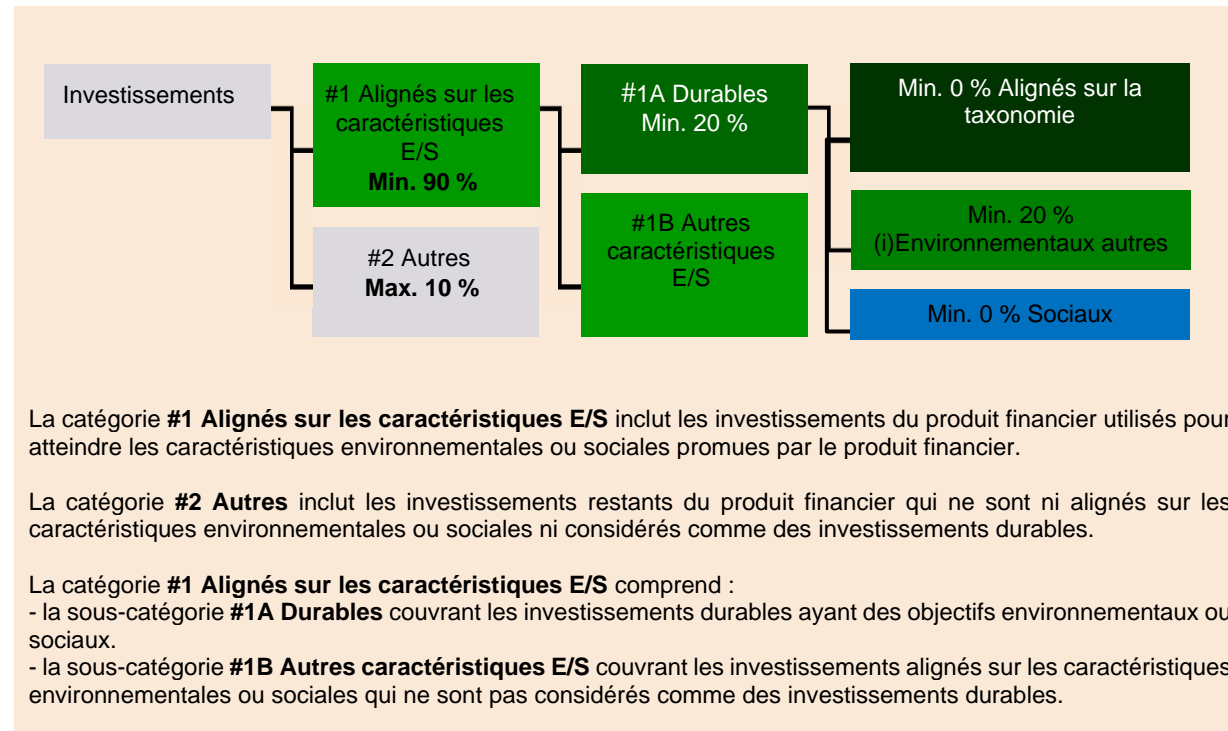 Investissements
#1 Alignés sur les
caractéristiques
E/S
Min. 90 %
#2 Autres
Max. 10 %
#1A Durables
Min. 20 %
#1B Autres
caractéristiques
E/S
Min. 0 % Alignés sur la
taxonomie
Min. 20 %
(i)Environnementaux autres
Min. 0 % Sociaux
La catégorie #1 Alignés sur les caractéristiques E/S inclut les investissements du produit financier utilisés pour
atteindre les caractéristiques environnementales ou sociales promues par le produit financier.
La catégorie #2 Autres inclut les investissements restants du produit financier qui ne sont ni alignés sur les
caractéristiques environnementales ou sociales ni considérés comme des investissements durables.
La catégorie #1 Alignés sur les caractéristiques E/S comprend :
- la sous-catégorie #1A Durables couvrant les investissements durables ayant des objectifs environnementaux ou
sociaux.
- la sous-catégorie #1B Autres caractéristiques E/S couvrant les investissements alignés sur les caractéristiques
environnementales ou sociales qui ne sont pas considérés comme des investissements durables.